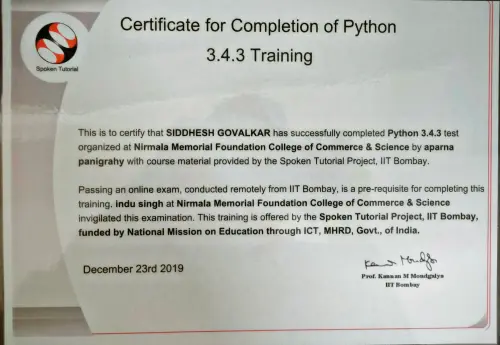 Spoken Tutorial
Certificate for Completion of Python
3.4.3 Training
This is to certify that SIDDHESH GOVALKAR has successfully completed Python 3.4.3 test
organized at Nirmala Memorial Foundation College of Commerce & Science by aparna
panigrahy with course material provided by the Spoken Tutorial Project, IIT Bombay.
Passing an online exam, conducted remotely from IIT Bombay, is a pre-requisite for completing this
training. indu singh at Nirmala Memorial Foundation College of Commerce & Science
invigilated this examination. This training is offered by the Spoken Tutorial Project, IIT Bombay,
funded by National Mission on Education through ICT, MHRD, Govt., of India.
December 23rd 2019
Prof. Kannan M Moudgalya
IIT Bombay